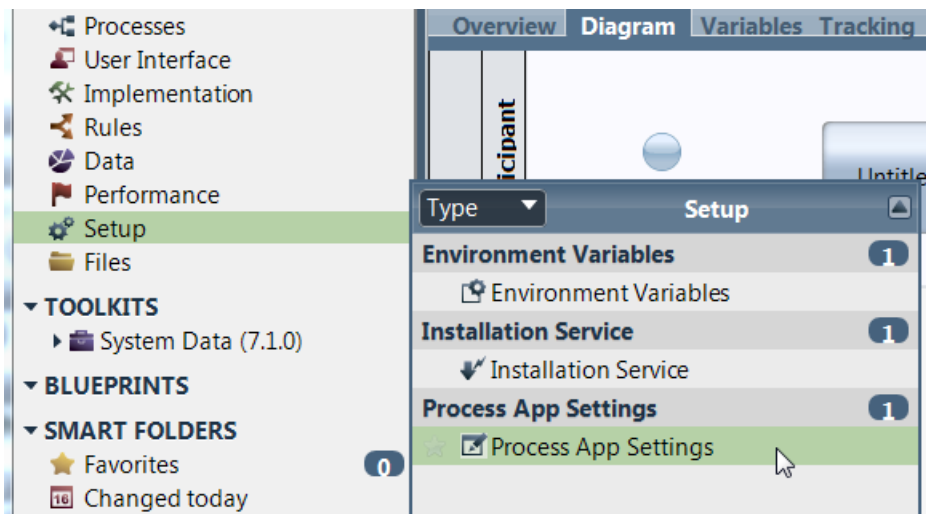 Processes
User Interface
Implementation
Rules
Data
Performance
Setup
Files
TOOLKITS
System Data (7.1.0)
BLUEPRINTS
SMART FOLDERS
Favorites 0
16 Changed today
Overview Diagram Variables Tracking
Type Setup
Environment Variables 1
Environment Variables
Installation Service 1
Installation Service
Process App Settings 1
Process App Settings